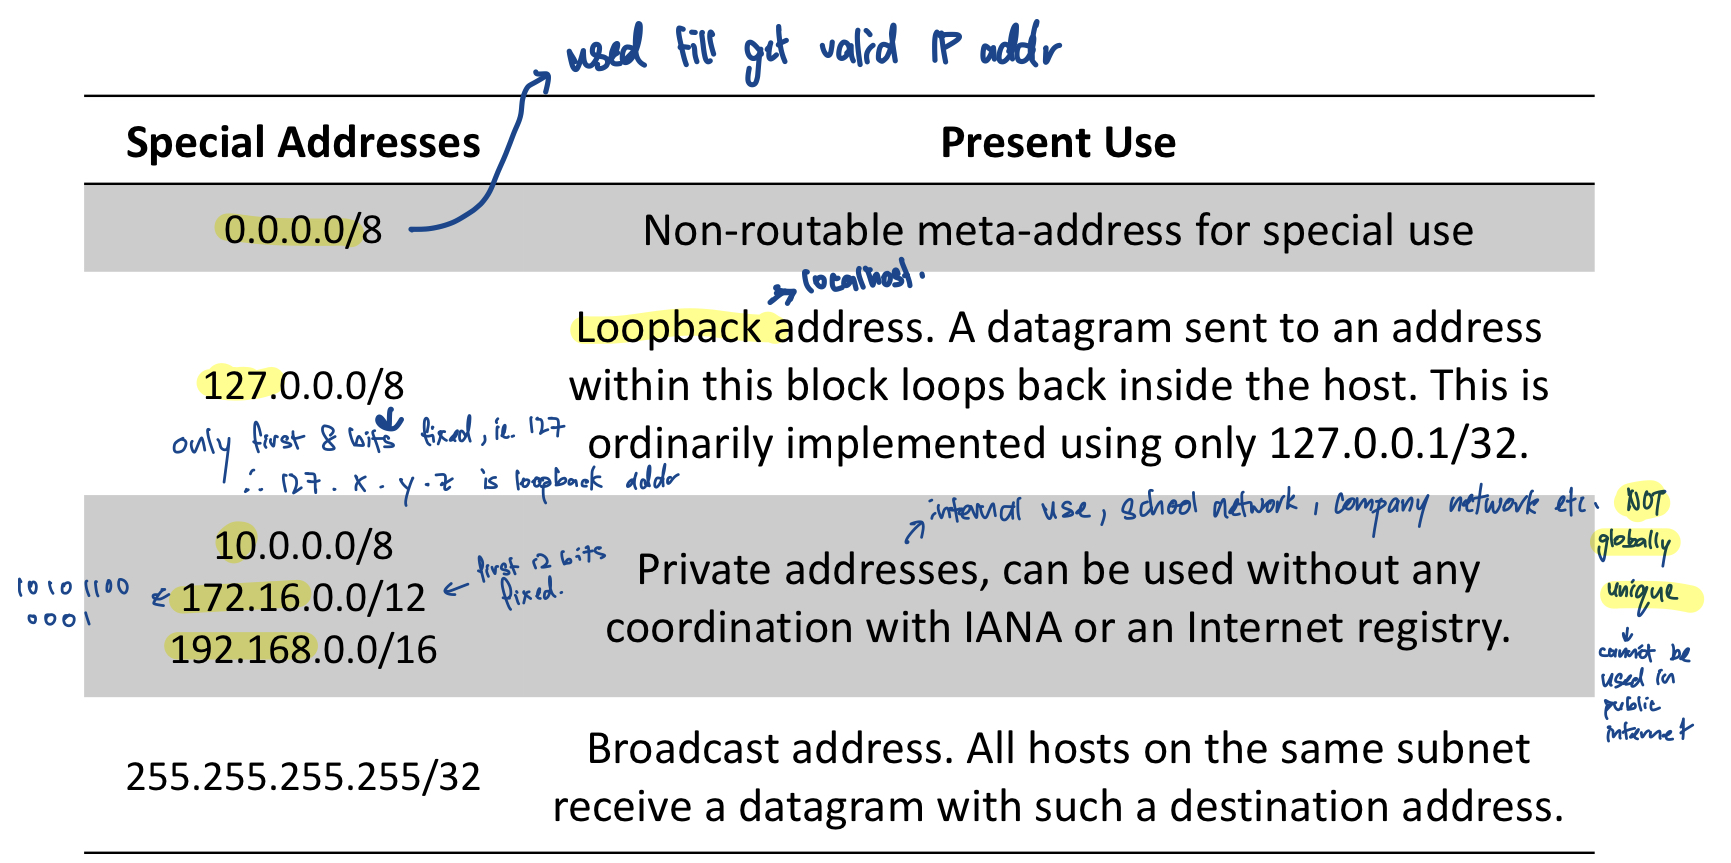 used till get valid IP addr
Special Addresses Present Use
0.0.0.0/8 Non-routable meta-address for special use
localhost.
Loopback address. A datagram sent to an address
127.0.0.0/8 within this block loops back inside the host. This is
only first 8 bits fixed, ie. 127
ordinarily implemented using only 127.0.0.1/32.
∴ 127.x.y.z is loopback addr
internal use, school network, company network etc. NOT
globally
unique
cannot be
used in
public
internet
10.0.0.0/8
172.16.0.0/12
192.168.0.0/16
first 12 bits
fixed.
10101100
0001
Private addresses, can be used without any
coordination with IANA or an Internet registry.
255.255.255.255/32
Broadcast address. All hosts on the same subnet
receive a datagram with such a destination address.